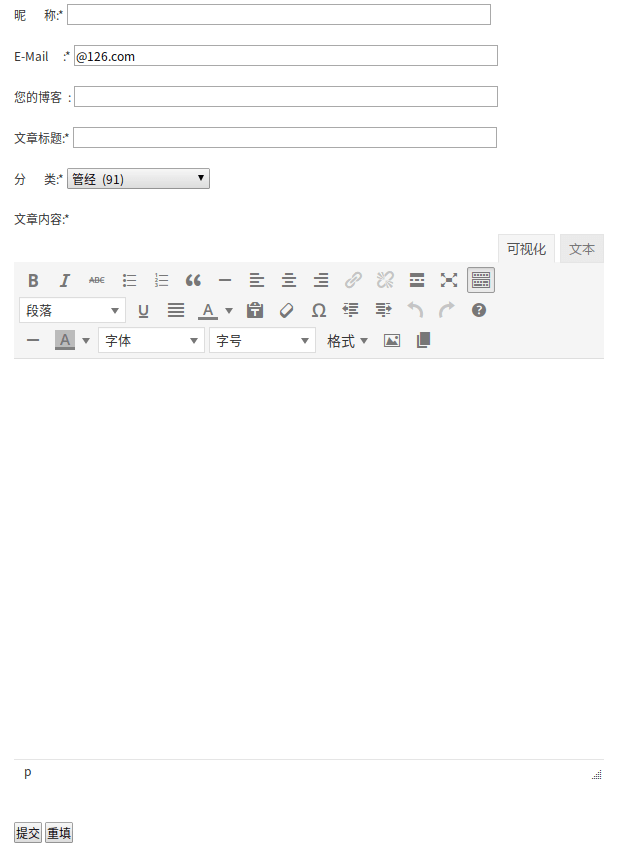 昵 称:*
E-Mail :* @126.com
您的博客 :
文章标题:*
分 类:* 管经 (91)
文章内容:*
可视化 文本
B I ABC
段落 U A Ω
A 字体 字号 格式
p
提交 重填